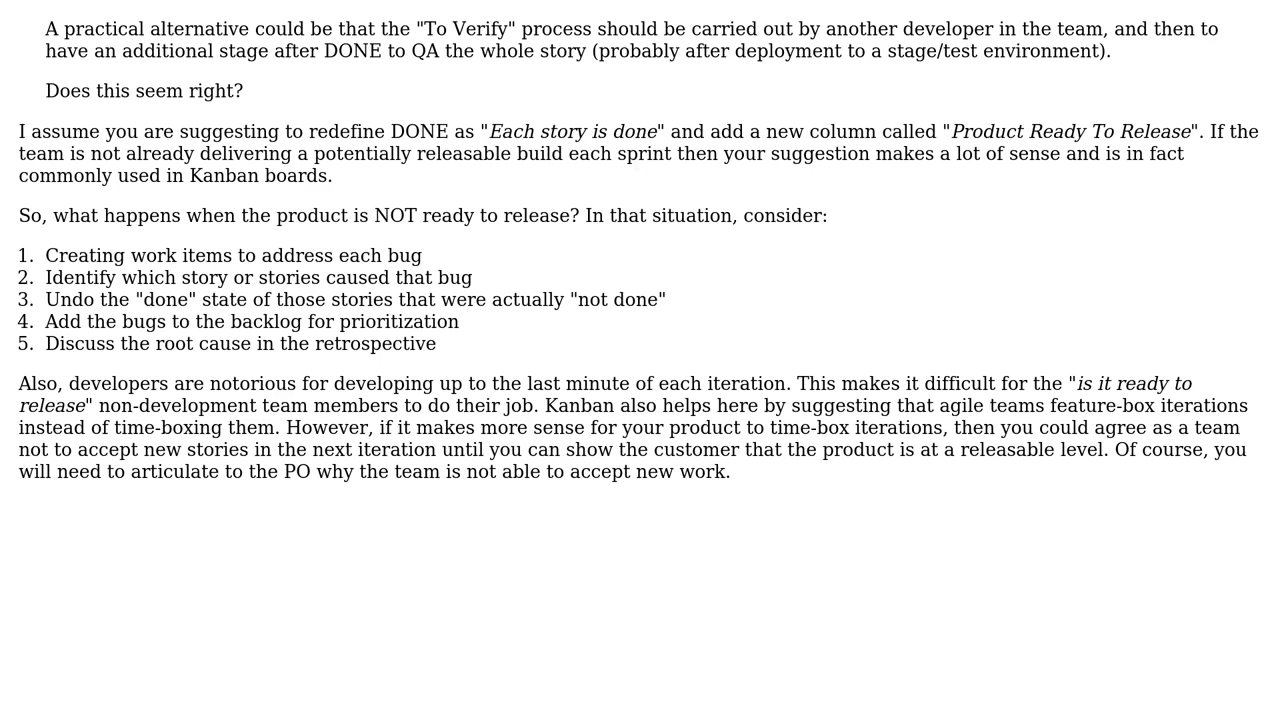 A practical alternative could be that the "To Verify" process should be carried out by another developer in the team, and then to
have an additional stage after DONE to QA the whole story (probably after deployment to a stage/test environment).
Does this seem right?
I assume you are suggesting to redefine DONE as "Each story is done" and add a new column called "Product Ready To Release". If the
team is not already delivering a potentially releasable build each sprint then your suggestion makes a lot of sense and is in fact
commonly used in Kanban boards.
So, what happens when the product is NOT ready to release? In that situation, consider:
1. Creating work items to address each bug
2. Identify which story or stories caused that bug
3. Undo the "done" state of those stories that were actually "not done"
4. Add the bugs to the backlog for prioritization
5. Discuss the root cause in the retrospective
Also, developers are notorious for developing up to the last minute of each iteration. This makes it difficult for the "is it ready to
release" non-development team members to do their job. Kanban also helps here by suggesting that agile teams feature-box iterations
instead of time-boxing them. However, if it makes more sense for your product to time-box iterations, then you could agree as a team
not to accept new stories in the next iteration until you can show the customer that the product is at a releasable level. Of course, you
will need to articulate to the PO why the team is not able to accept new work.